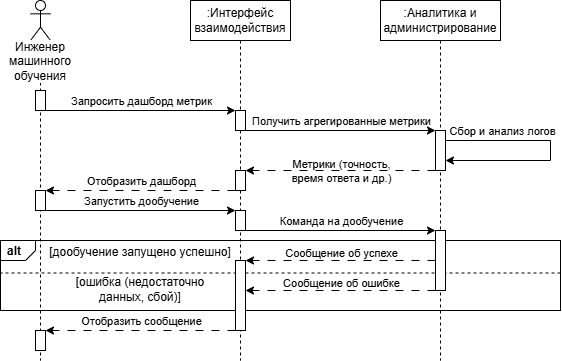 :Интерфейс
взаимодействия
:Аналитика и
администрирование
Инженер
машинного
обучения
Запросить дашборд метрик
Получить агрегированные метрики
Сбор и анализ логов
Метрики (точность,
время ответа и др.)
Отобразить дашборд
Запустить дообучение
Команда на дообучение
alt
[дообучение запущено успешно]
Сообщение об успехе
[ошибка (недостаточно
данных, сбой)]
Сообщение об ошибке
Отобразить сообщение